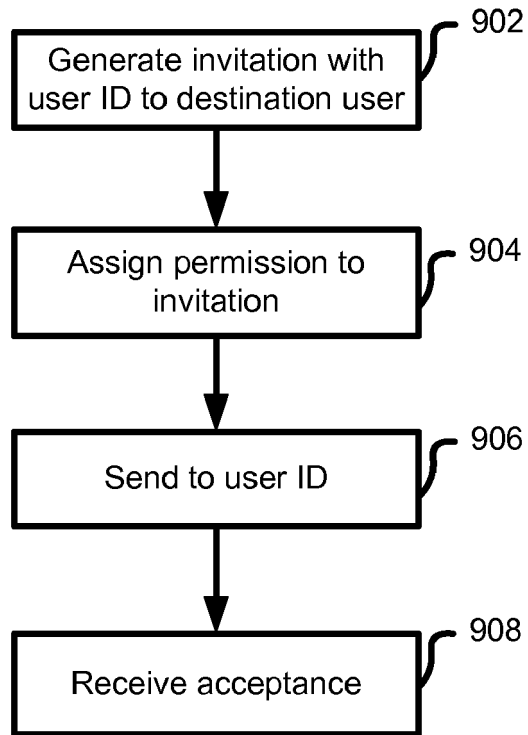 902
Generate invitation with
user ID to destination user
904
Assign permission to
invitation
906
Send to user ID
908
Receive acceptance